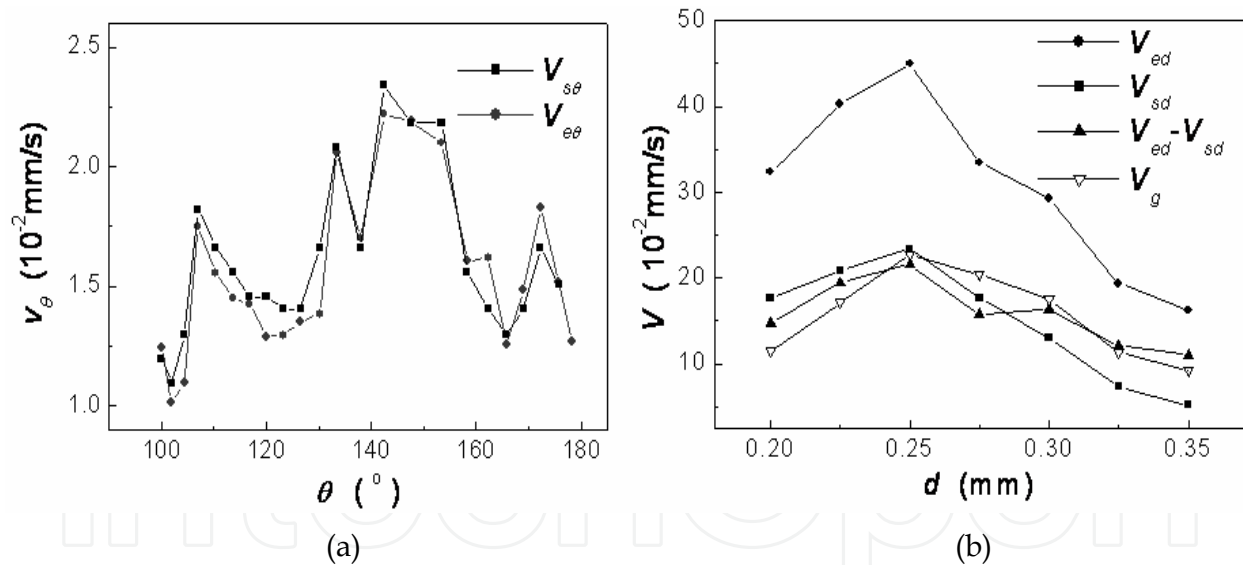 2.5
2.0
1.5
1.0
v_θ (10^-2 mm/s)
V_sθ
V_eθ
100 120 140 160 180
θ (°)
(a)
50
40
30
20
10
V (10^-2 mm/s)
V_ed
V_sd
V_ed-V_sd
V_g
0.20 0.25 0.30 0.35
d (mm)
(b)